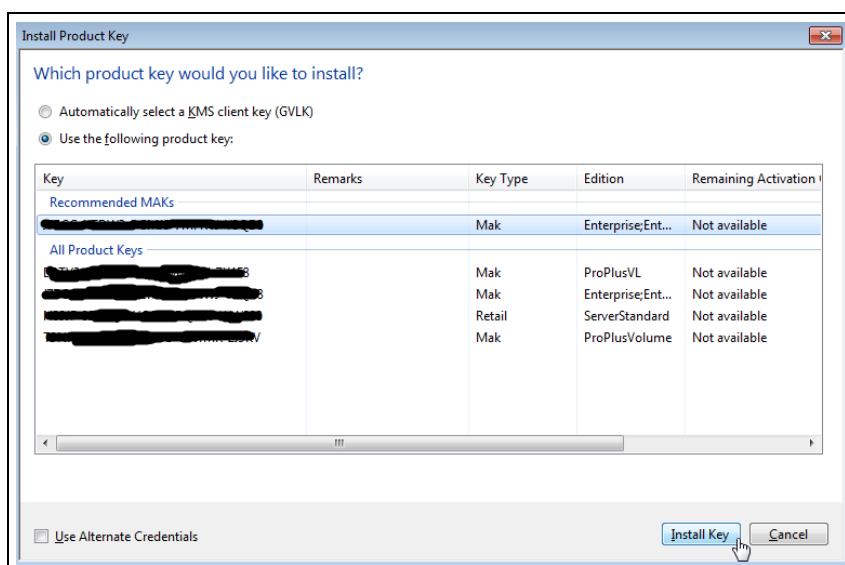 Install Product Key
Which product key would you like to install?
Automatically select a KMS client key (GVLK)
Use the following product key:
Key Remarks Key Type Edition Remaining Activation
Recommended MAKs
Mak Enterprise;Ent... Not available
All Product Keys
Mak ProPlusVL Not available
Mak Enterprise;Ent... Not available
Retail ServerStandard Not available
Mak ProPlusVolume Not available
Use Alternate Credentials
Install Key Cancel